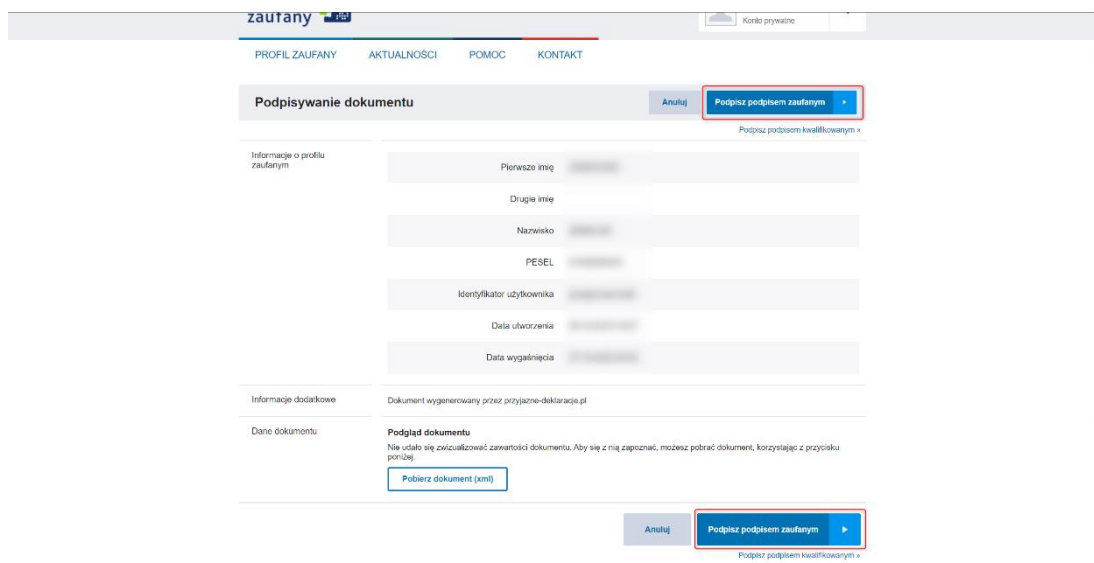 zaufany
Konto prywatne
PROFIL ZAUFANY AKTUALNOŚCI POMOC KONTAKT
Podpisywanie dokumentu Anuluj Podpisz podpisem zaufanym
Podpisz podpisem kwalifikowanym »
Informacje o profilu
zaufanym
Pierwsze imię
Drugie imię
Nazwisko
PESEL
Identyfikator użytkownika
Data utworzenia
Data wygaśnięcia
Informacje dodatkowe Dokument wygenerowany przez przyjazne-deklaracje.pl
Dane dokumentu Podgląd dokumentu
Nie udało się zwizualizować zawartości dokumentu. Aby się z nią zapoznać, możesz pobrać dokument, korzystając z przycisku
poniżej.
Pobierz dokument (xml)
Anuluj Podpisz podpisem zaufanym
Podpisz podpisem kwalifikowanym »